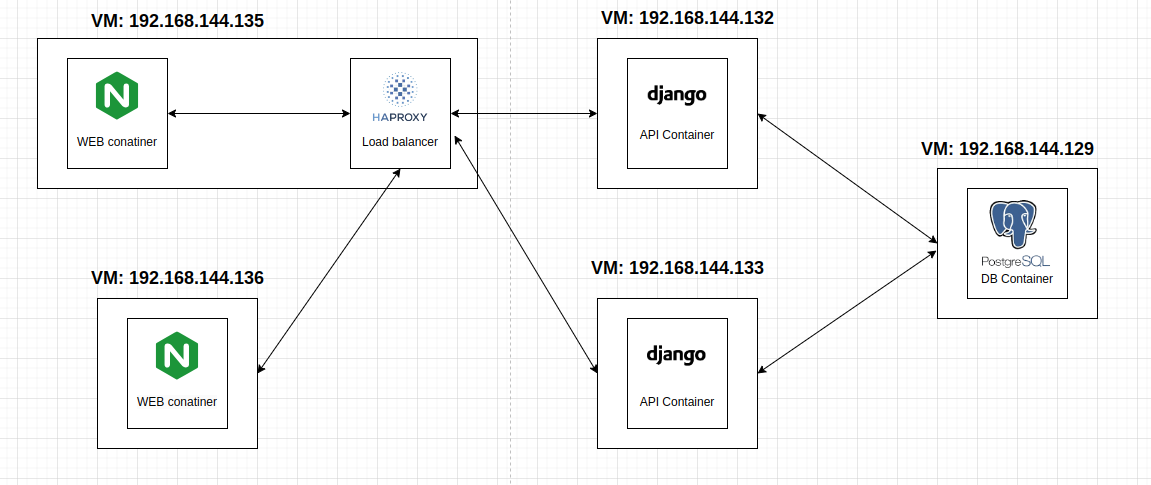 VM: 192.168.144.135
N
WEB conatiner
HAPROXY
Load balancer
VM: 192.168.144.132
django
API Container
VM: 192.168.144.129
PostgreSQL
DB Container
VM: 192.168.144.136
N
WEB conatiner
VM: 192.168.144.133
django
API Container